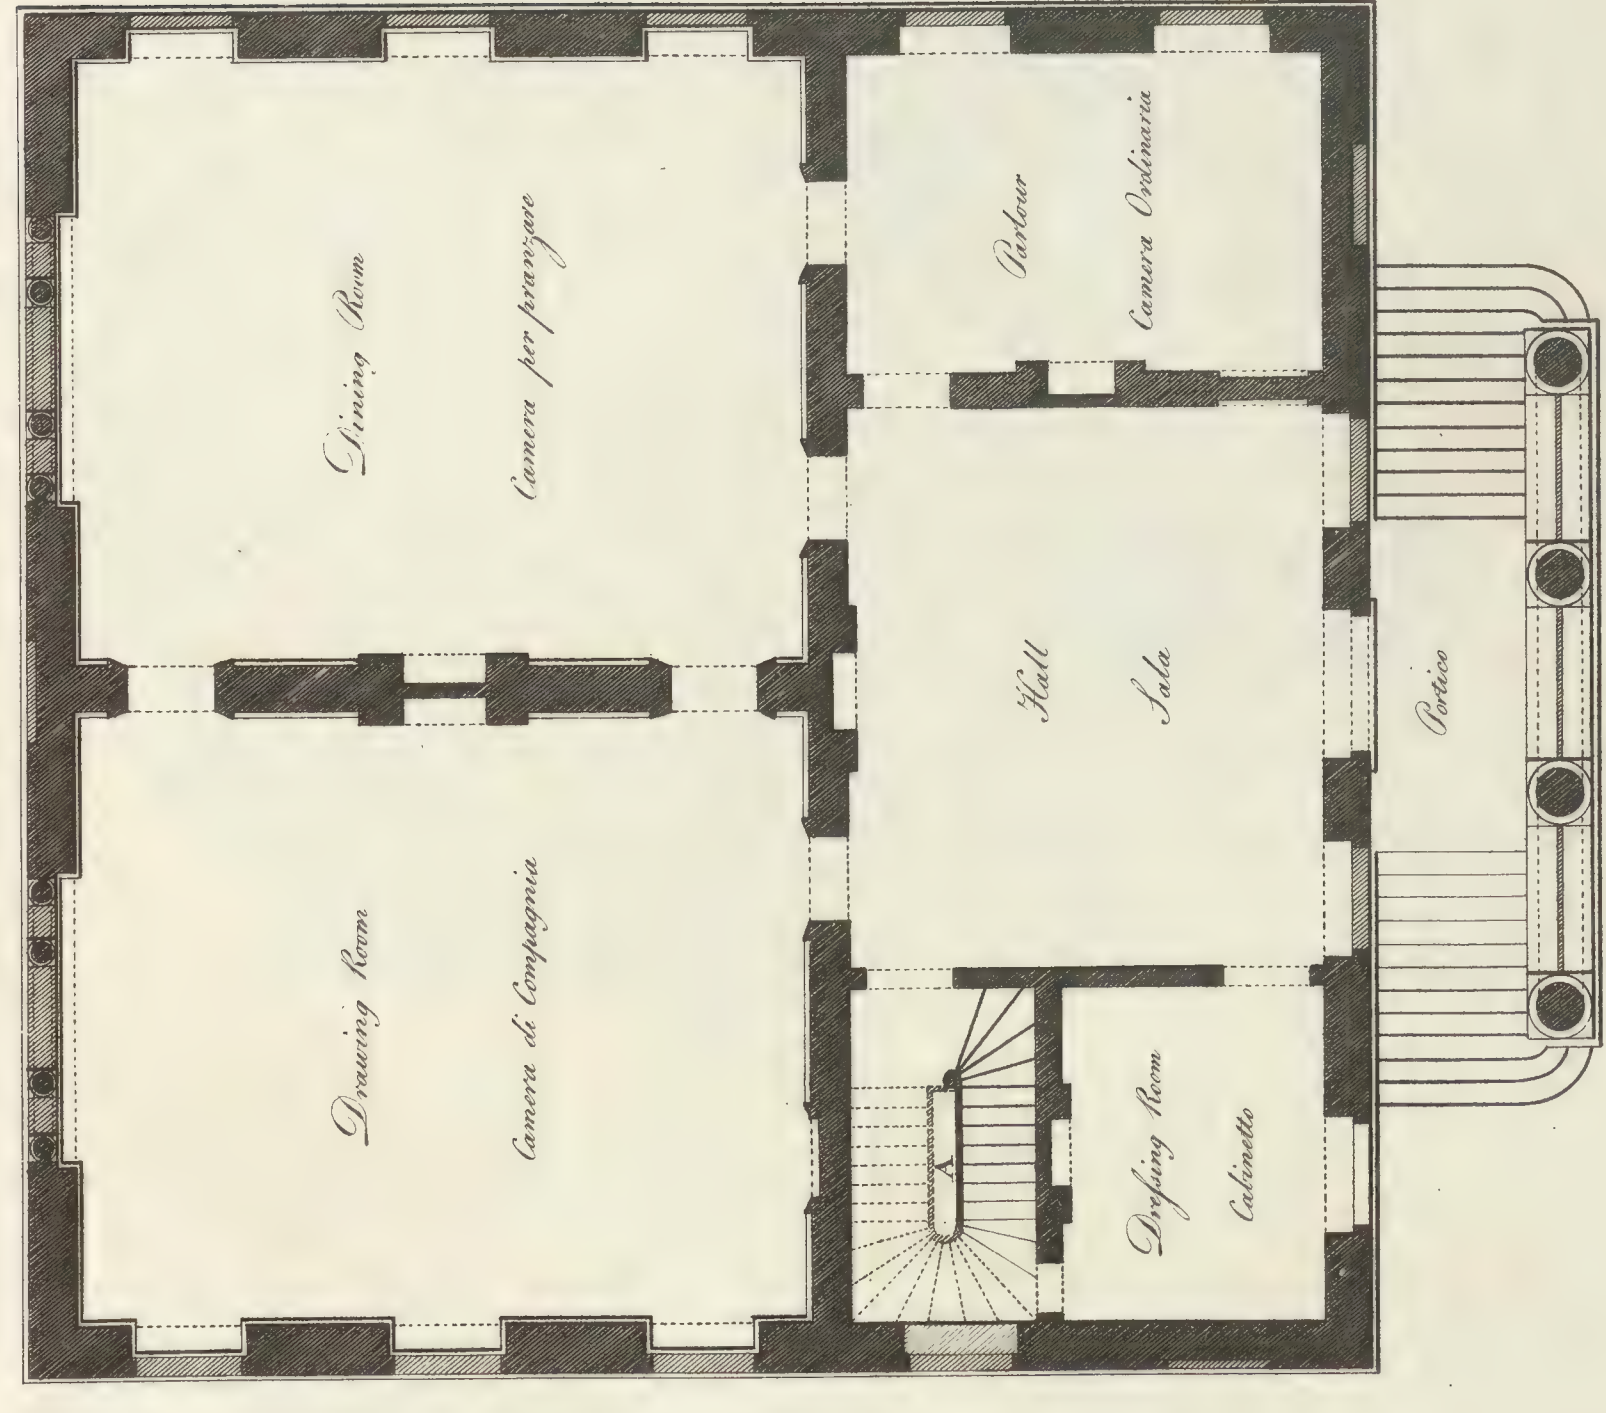 Drawing Room
Camera di Compagnia
Dining Room
Camera per pranzare
A
Dreſsing Room
Cabinetto
Hall
Sala
Parlour
Camera Ordinaria
Portico